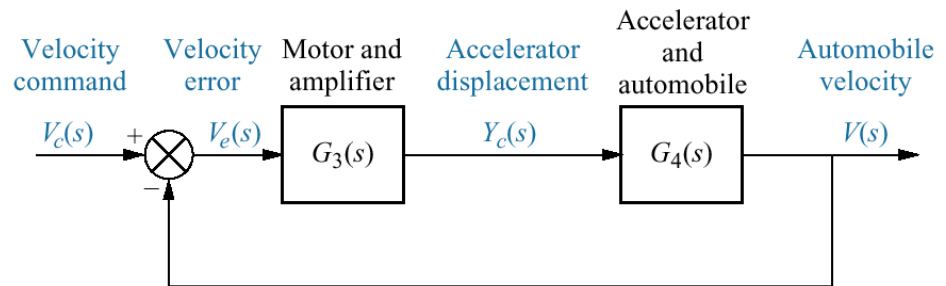 Velocity
command
Velocity
error
Motor and
amplifier
Accelerator
displacement
Accelerator
and
automobile
Automobile
velocity
V_c(s)
+
−
V_e(s)
G_3(s)
Y_c(s)
G_4(s)
V(s)